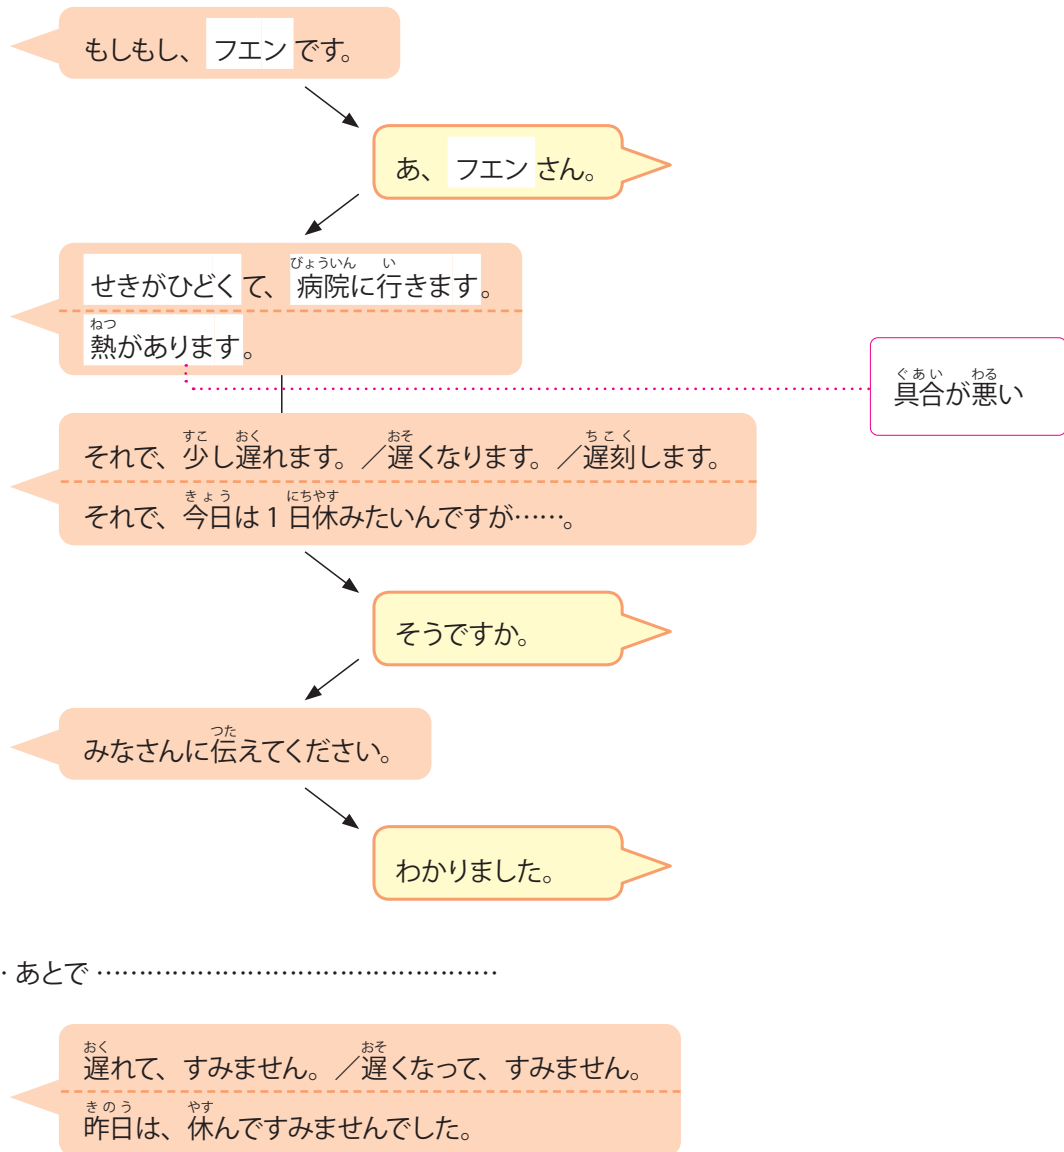 もしもし、 フエン です。
あ、 フエン さん。
びょういん い
せきがひどく て、 病院に行きます 。
ねつ
熱があります 。
ぐあい わる
具合が悪い
すこ おく おそ ちこく
それで、少し遅れます。／遅くなります。／遅刻します。
きょう にちやす
それで、今日は 1 日休みたいんですが……。
そうですか。
つた
みなさんに伝えてください。
わかりました。
· あとで ………………………………………
おく おそ
遅れて、すみません。／遅くなって、すみません。
きのう やす
昨日は、休んですみませんでした。